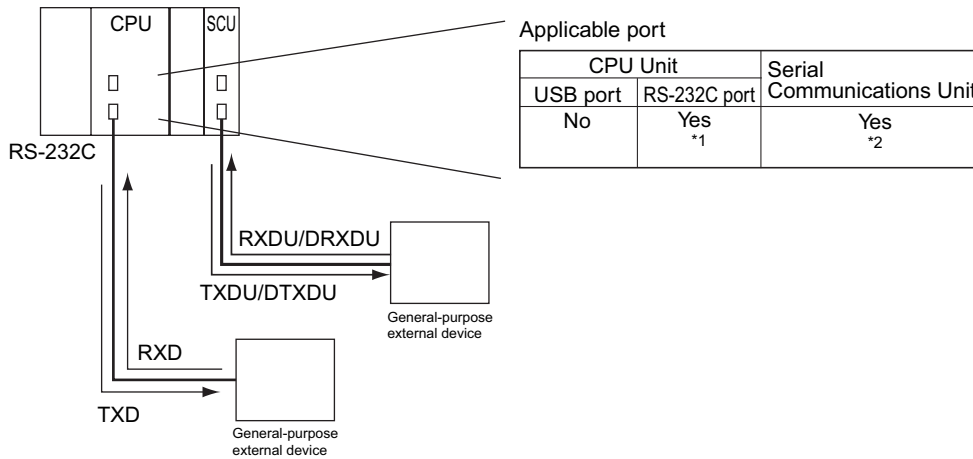 CPU
SCU
RS-232C
Applicable port
CPU Unit
Serial
Communications Unit
USB port
RS-232C port
No
Yes
*1
Yes
*2
RXDU/DRXDU
TXDU/DTXDU
General-purpose
external device
RXD
TXD
General-purpose
external device